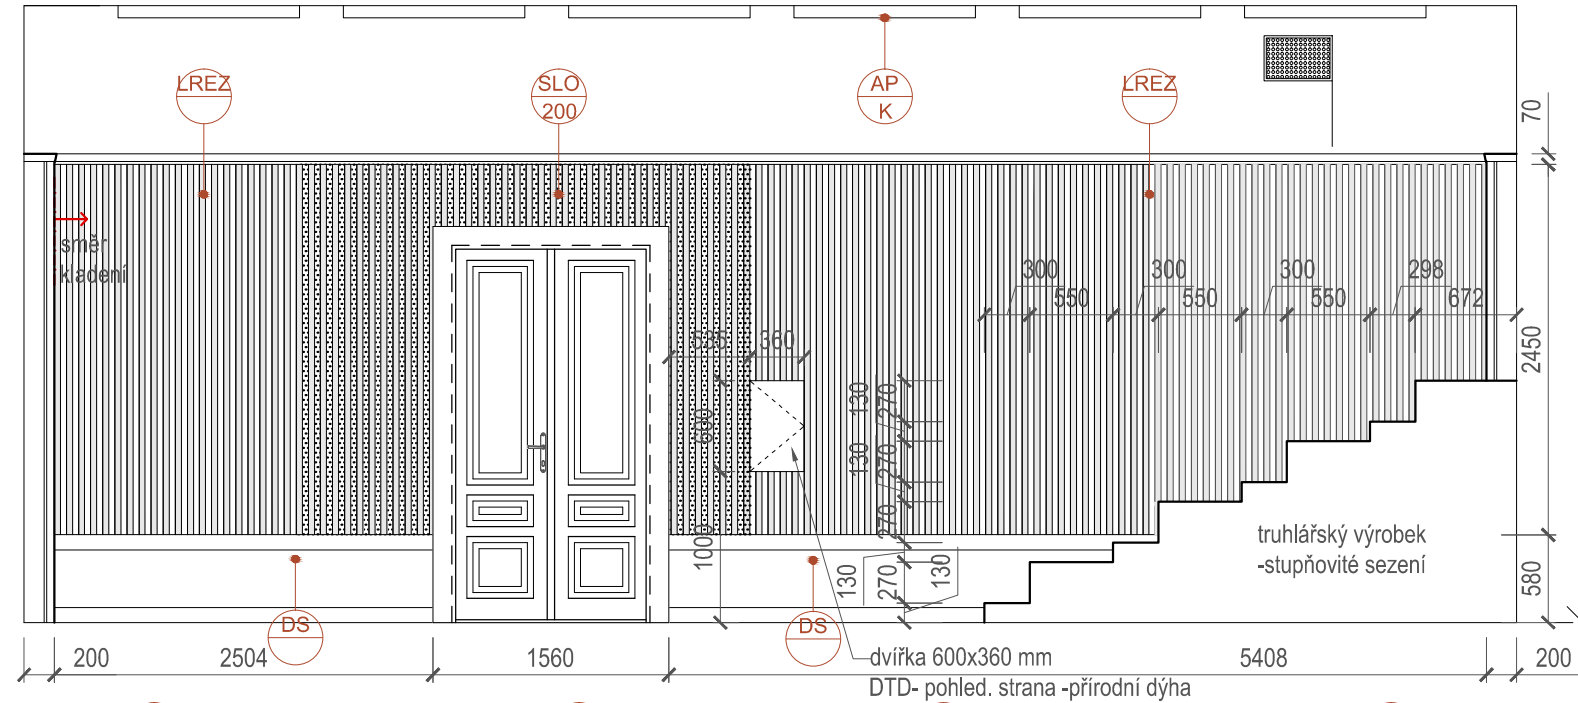 LREZ
SLO
200
AP
K
LREZ
70
směr
kladení
300
300
300
298
550
550
550
672
535
360
2450
600
130
270
130
270
1000
270
130
270
130
580
truhlářský výrobek
-stupňovité sezení
DS
DS
200
2504
1560
dvířka 600x360 mm
5408
200
DTD- pohled. strana -přírodní dýha